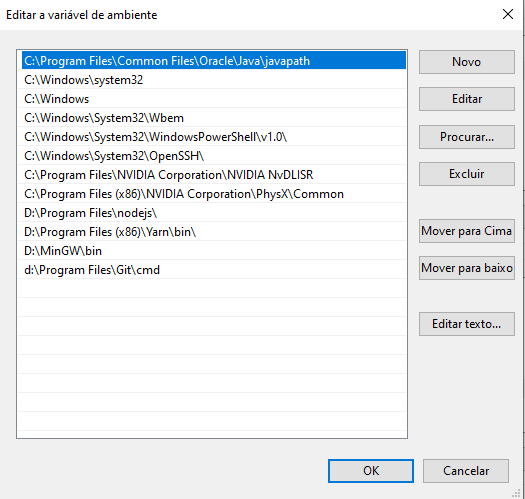 Editar a variável de ambiente
C:\Program Files\Common Files\Oracle\Java\javapath
C:\Windows\system32
C:\Windows
C:\Windows\System32\Wbem
C:\Windows\System32\WindowsPowerShell\v1.0\
C:\Windows\System32\OpenSSH\
C:\Program Files\NVIDIA Corporation\NVIDIA NvDLISR
C:\Program Files (x86)\NVIDIA Corporation\PhysX\Common
D:\Program Files\nodejs\
D:\Program Files (x86)\Yarn\bin\
D:\MinGW\bin
d:\Program Files\Git\cmd
Novo
Editar
Procurar...
Excluir
Mover para Cima
Mover para baixo
Editar texto...
OK
Cancelar